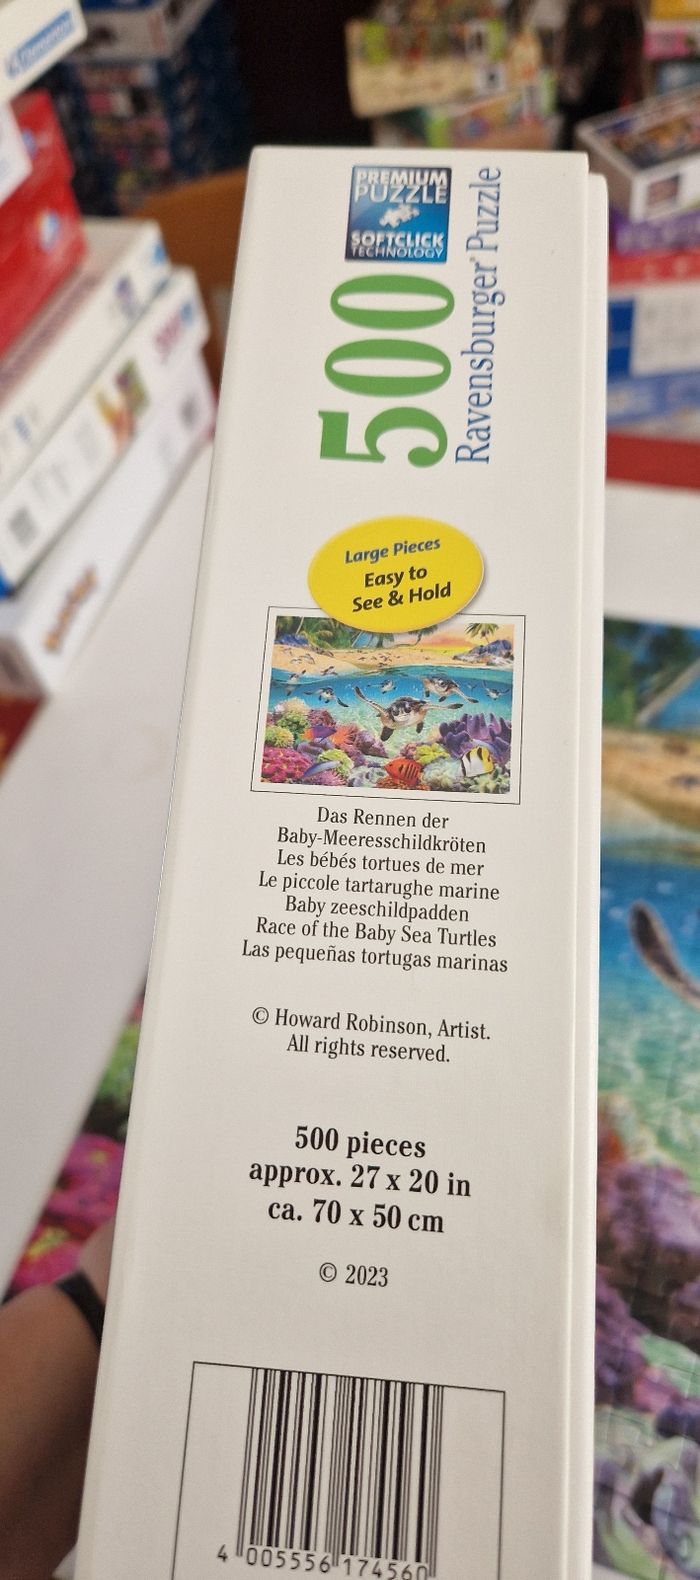 PREMIUM
PUZZLE
SOFTCLICK
TECHNOLOGY
500
Ravensburger® Puzzle
Large Pieces
Easy to
See & Hold
Das Rennen der
Baby-Meeresschildkröten
Les bébés tortues de mer
Le piccole tartarughe marine
Baby zeeschildpadden
Race of the Baby Sea Turtles
Las pequeñas tortugas marinas
© Howard Robinson, Artist.
All rights reserved.
500 pieces
approx. 27 x 20 in
ca. 70 x 50 cm
© 2023
4 005556 174560